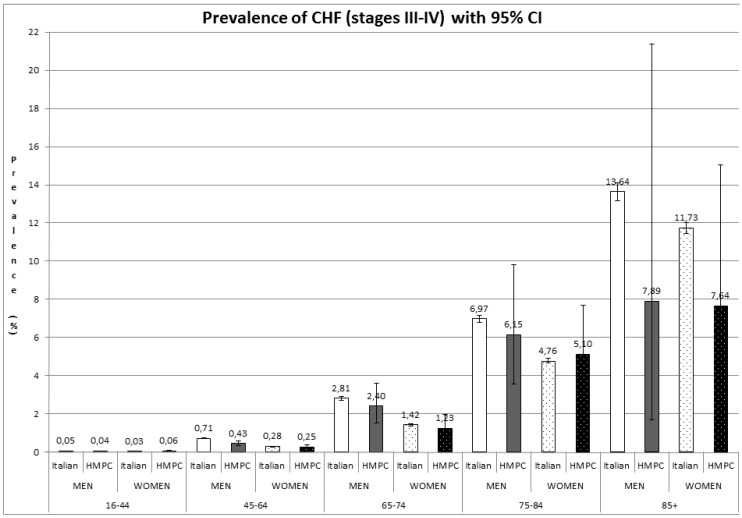 Prevalence of CHF (stages III-IV) with 95% CI
Prevalence (%)
22
20
18
16
14
12
10
8
6
4
2
0
0,05 0,04 0,03 0,06 0,71 0,43 0,28 0,25 2,81 2,40 1,42 1,23 6,97 6,15 4,76 5,10 13,64 7,89 11,73 7,64
Italian HMPC Italian HMPC Italian HMPC Italian HMPC Italian HMPC Italian HMPC Italian HMPC Italian HMPC Italian HMPC Italian HMPC
MEN WOMEN MEN WOMEN MEN WOMEN MEN WOMEN MEN WOMEN
16-44 45-64 65-74 75-84 85+